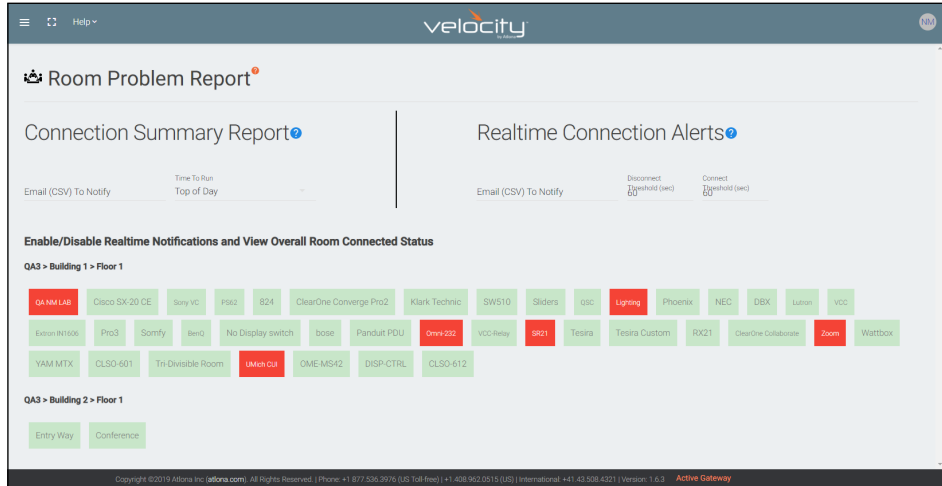 Help
velocity
by Atlona
NM
Room Problem Report
Connection Summary Report
Realtime Connection Alerts
Email (CSV) To Notify
Time To Run
Top of Day
Email (CSV) To Notify
Disconnect Threshold (sec)
60
Connect Threshold (sec)
60
Enable/Disable Realtime Notifications and View Overall Room Connected Status
QA3 > Building 1 > Floor 1
QA NM LAB Cisco SX-20 CE Sony VC PS62 824 ClearOne Converge Pro2 Klark Technic SW510 Sliders QSC Lighting Phoenix NEC DBX Lutron VCC
Extron IN1606 Pro3 Somfy BenQ No Display switch bose Panduit PDU Omni-232 VCC-Relay SR21 Tesira Tesira Custom RX21 ClearOne Collaborate Zoom Wattbox
YAM MTX CLSO-601 Tri-Divisible Room UMich CUI OME-MS42 DISP-CTRL CLSO-612
QA3 > Building 2 > Floor 1
Entry Way Conference
Copyright ©2019 Atlona Inc (atlona.com). All Rights Reserved. | Phone: +1 877.536.3976 (US Toll-free) | +1.408.962.0515 (US) | International: +41.43.508.4321 | Version: 1.6.3 Active Gateway